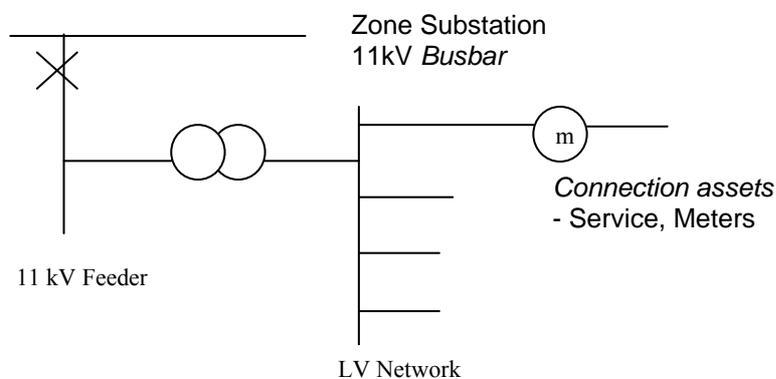 Zone Substation
11kV Busbar
m
Connection assets
- Service, Meters
11 kV Feeder
LV Network